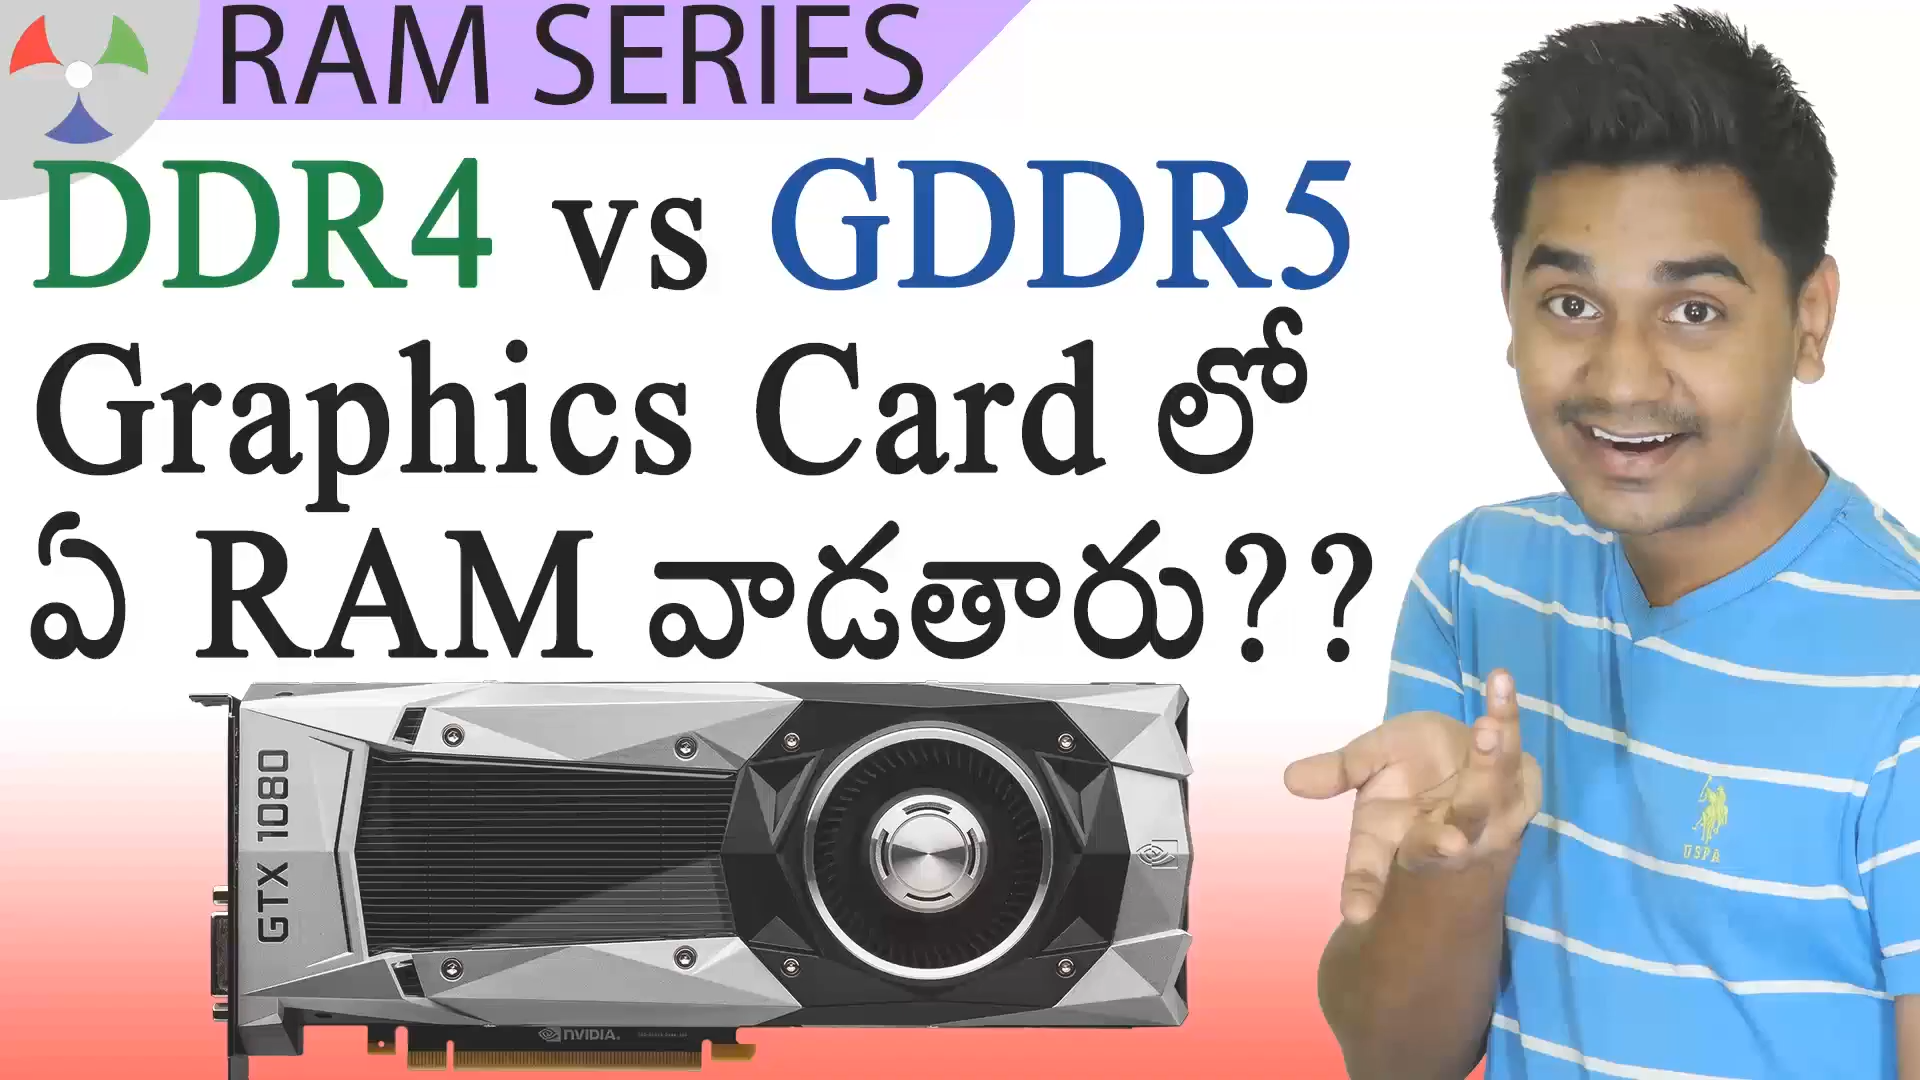 RAM SERIES
DDR4 vs GDDR5
Graphics Card లో
ఏ RAM వాడతారు??
GTX 1080
NVIDIA.
USPA